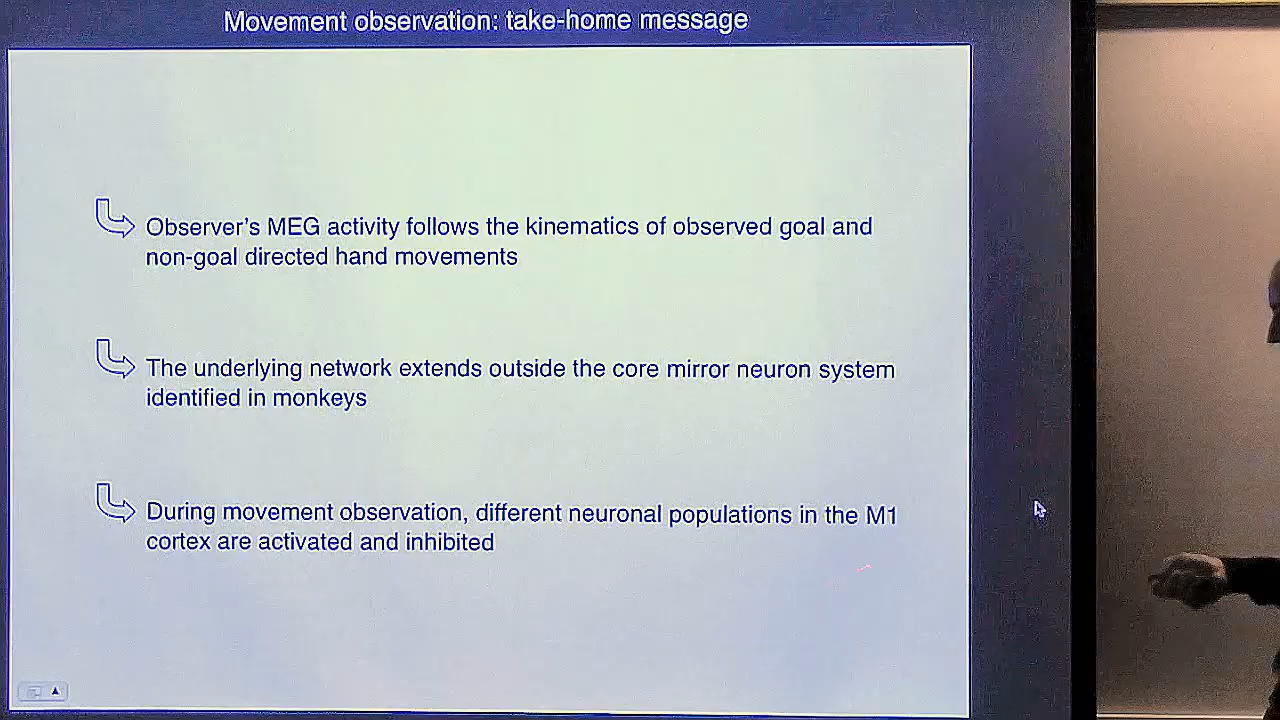 Movement observation: take-home message
Observer's MEG activity follows the kinematics of observed goal and
non-goal directed hand movements
The underlying network extends outside the core mirror neuron system
identified in monkeys
During movement observation, different neuronal populations in the M1
cortex are activated and inhibited